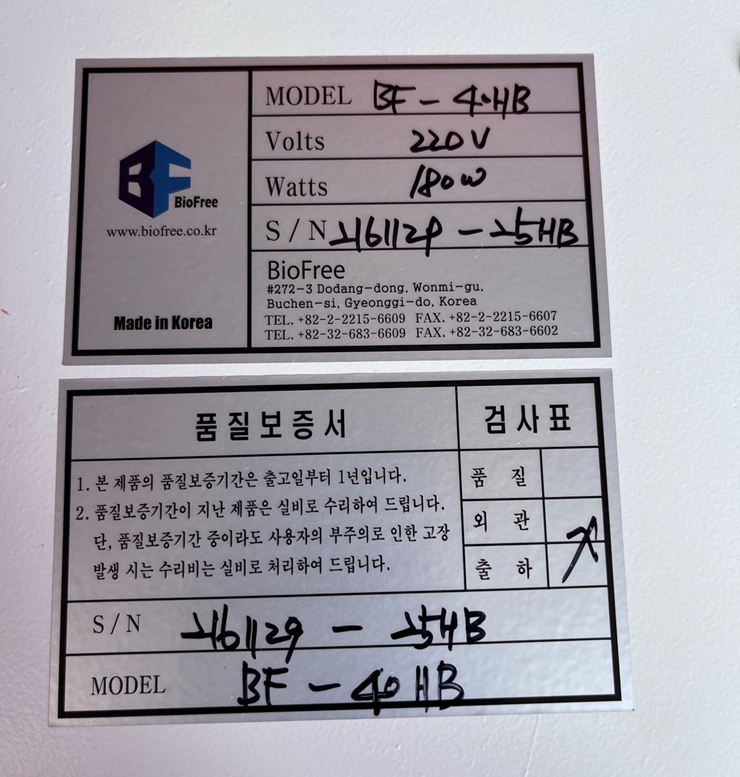 MODEL BF - 40HB
BF
BioFree
www.biofree.co.kr
Made in Korea
Volts 220V
Watts 180W
S/N 161129 - 25HB
BioFree
#272-3 Dodang-dong, Wonmi-gu,
Buchen-si, Gyeonggi-do, Korea
TEL. +82-2-2215-6609 FAX. +82-2-2215-6607
TEL. +82-32-683-6609 FAX. +82-32-683-6602
품질보증서
1. 본 제품의 품질보증기간은 출고일부터 1년입니다.
2. 품질보증기간이 지난 제품은 실비로 수리하여 드립니다.
단, 품질보증기간 중이라도 사용자의 부주의로 인한 고장
발생 시는 수리비는 실비로 처리하여 드립니다.
검사표
품 질
외 관
출 하
S/N 161129 - 25HB
MODEL BF - 40HB